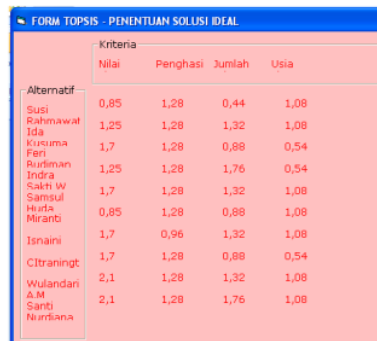 FORM TOPSIS - PENENTUAN SOLUSI IDEAL
Kriteria
Nilai Penghasi Jumlah Usia
Alternatif
Susi
Rahmawat
Ida
Kusuma
Feri
Budiman
Indra
Sakti W
Samsul
Huda
Miranti
Isnaini
CItraningt
Wulandari
A.M
Santi
Nurdiana
0,85 1,28 0,44 1,08
1,25 1,28 1,32 1,08
1,7 1,28 0,88 0,54
1,25 1,28 1,76 0,54
1,7 1,28 1,32 1,08
0,85 1,28 0,88 1,08
1,7 0,96 1,32 1,08
1,7 1,28 0,88 0,54
2,1 1,28 1,32 1,08
2,1 1,28 1,76 1,08